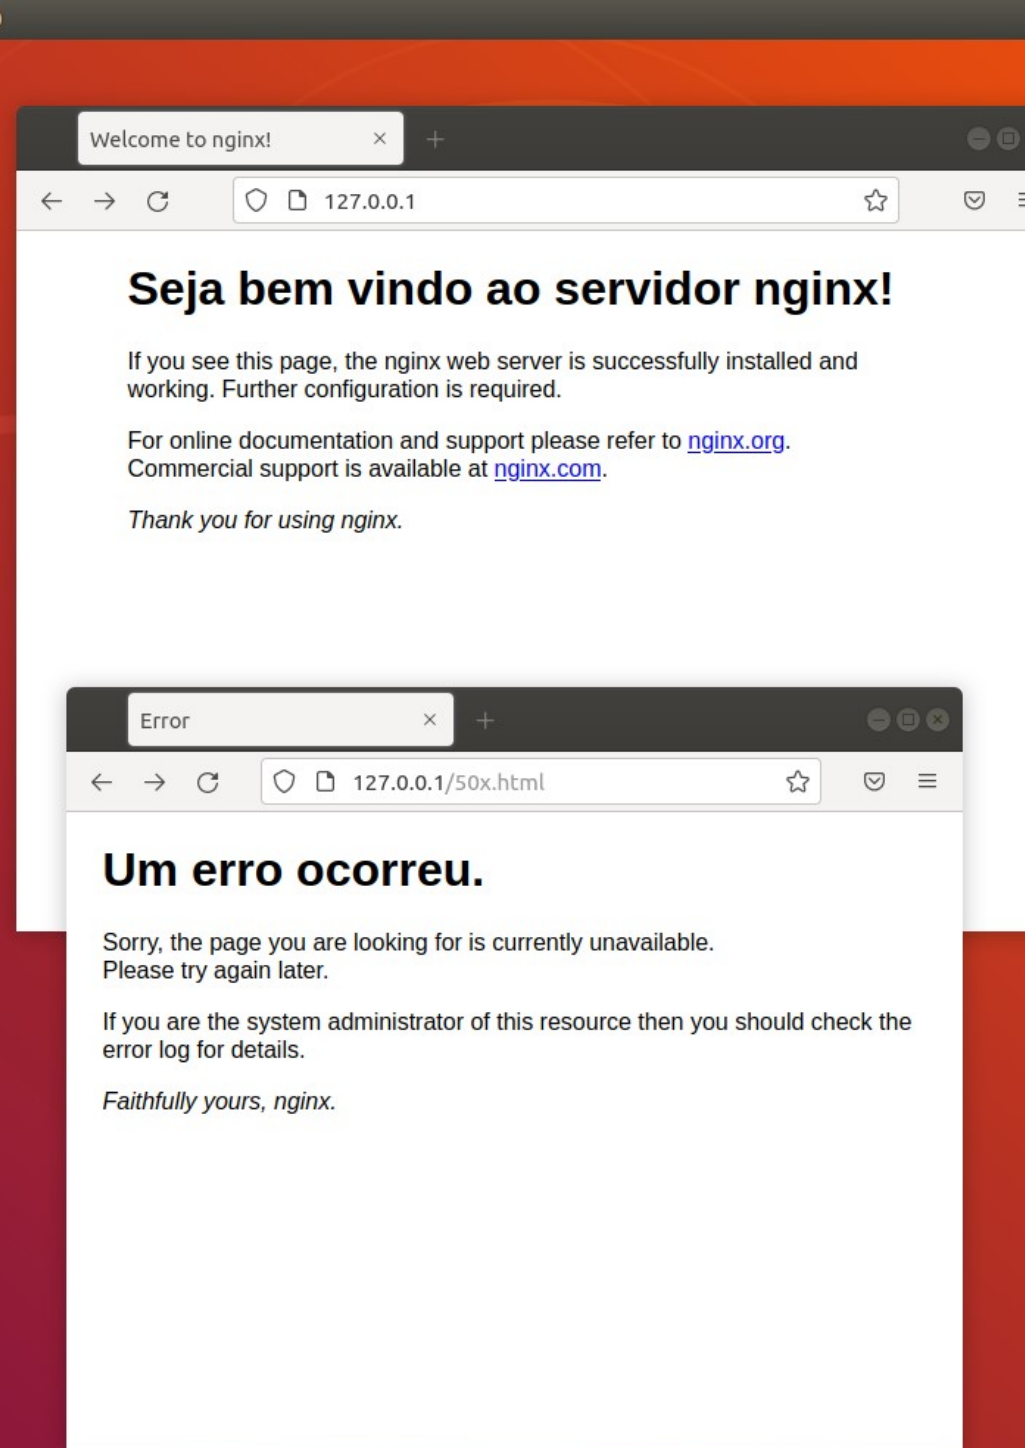 Welcome to nginx!
127.0.0.1
Seja bem vindo ao servidor nginx!
If you see this page, the nginx web server is successfully installed and
working. Further configuration is required.
For online documentation and support please refer to nginx.org.
Commercial support is available at nginx.com.
Thank you for using nginx.
Error
127.0.0.1/50x.html
Um erro ocorreu.
Sorry, the page you are looking for is currently unavailable.
Please try again later.
If you are the system administrator of this resource then you should check the
error log for details.
Faithfully yours, nginx.